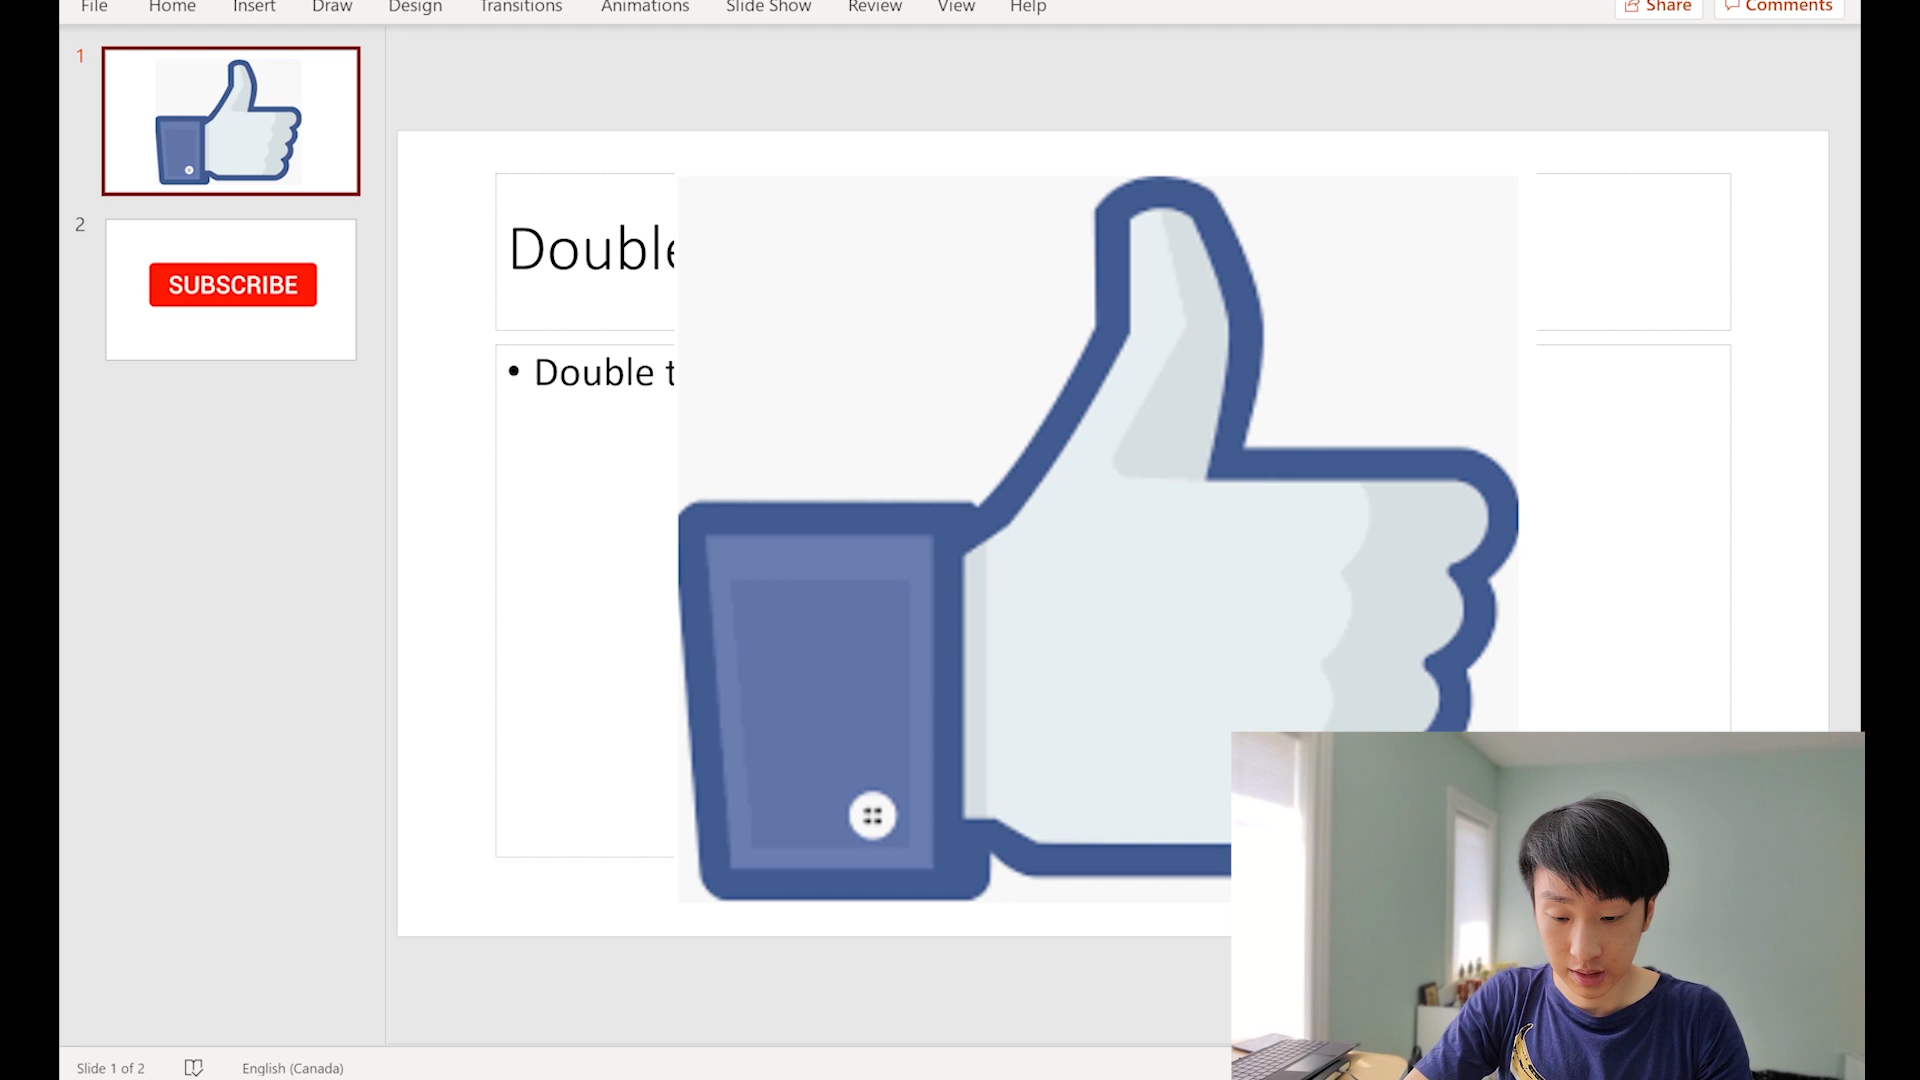 File Home Insert Draw Design Transitions Animations Slide Show Review View Help Share Comments
1
2
SUBSCRIBE
Double
• Double t
Slide 1 of 2 English (Canada)